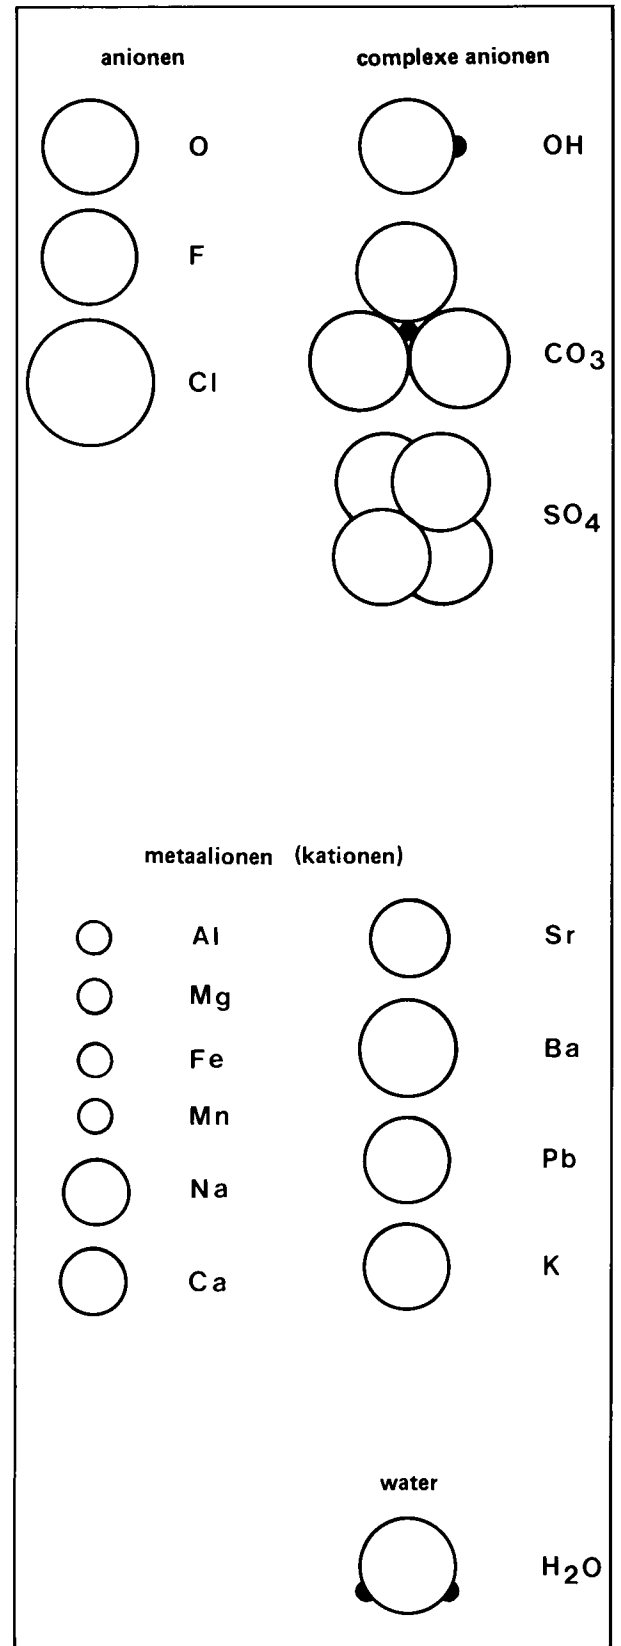 anionen complexe anionen
O OH
F
Cl CO3
SO4
metaalionen (kationen)
Al Sr
Mg
Fe Ba
Mn
Na Pb
Ca K
water
H2O